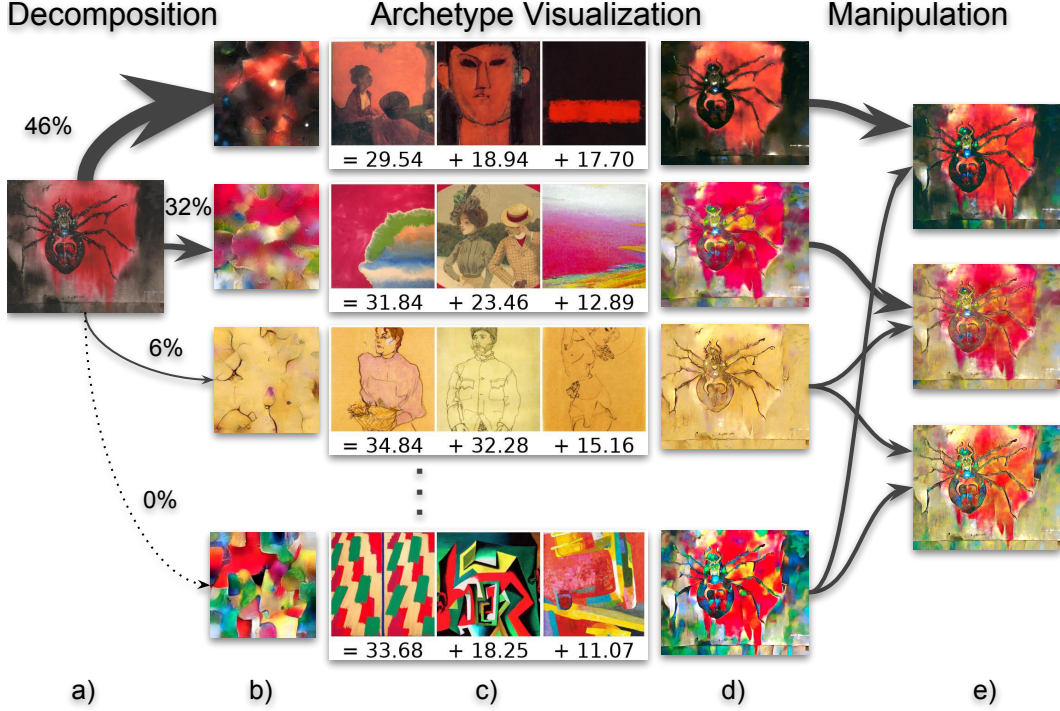 Decomposition Archetype Visualization Manipulation
46%
= 29.54 + 18.94 + 17.70
32%
= 31.84 + 23.46 + 12.89
6%
= 34.84 + 32.28 + 15.16
0%
= 33.68 + 18.25 + 11.07
a) b) c) d) e)